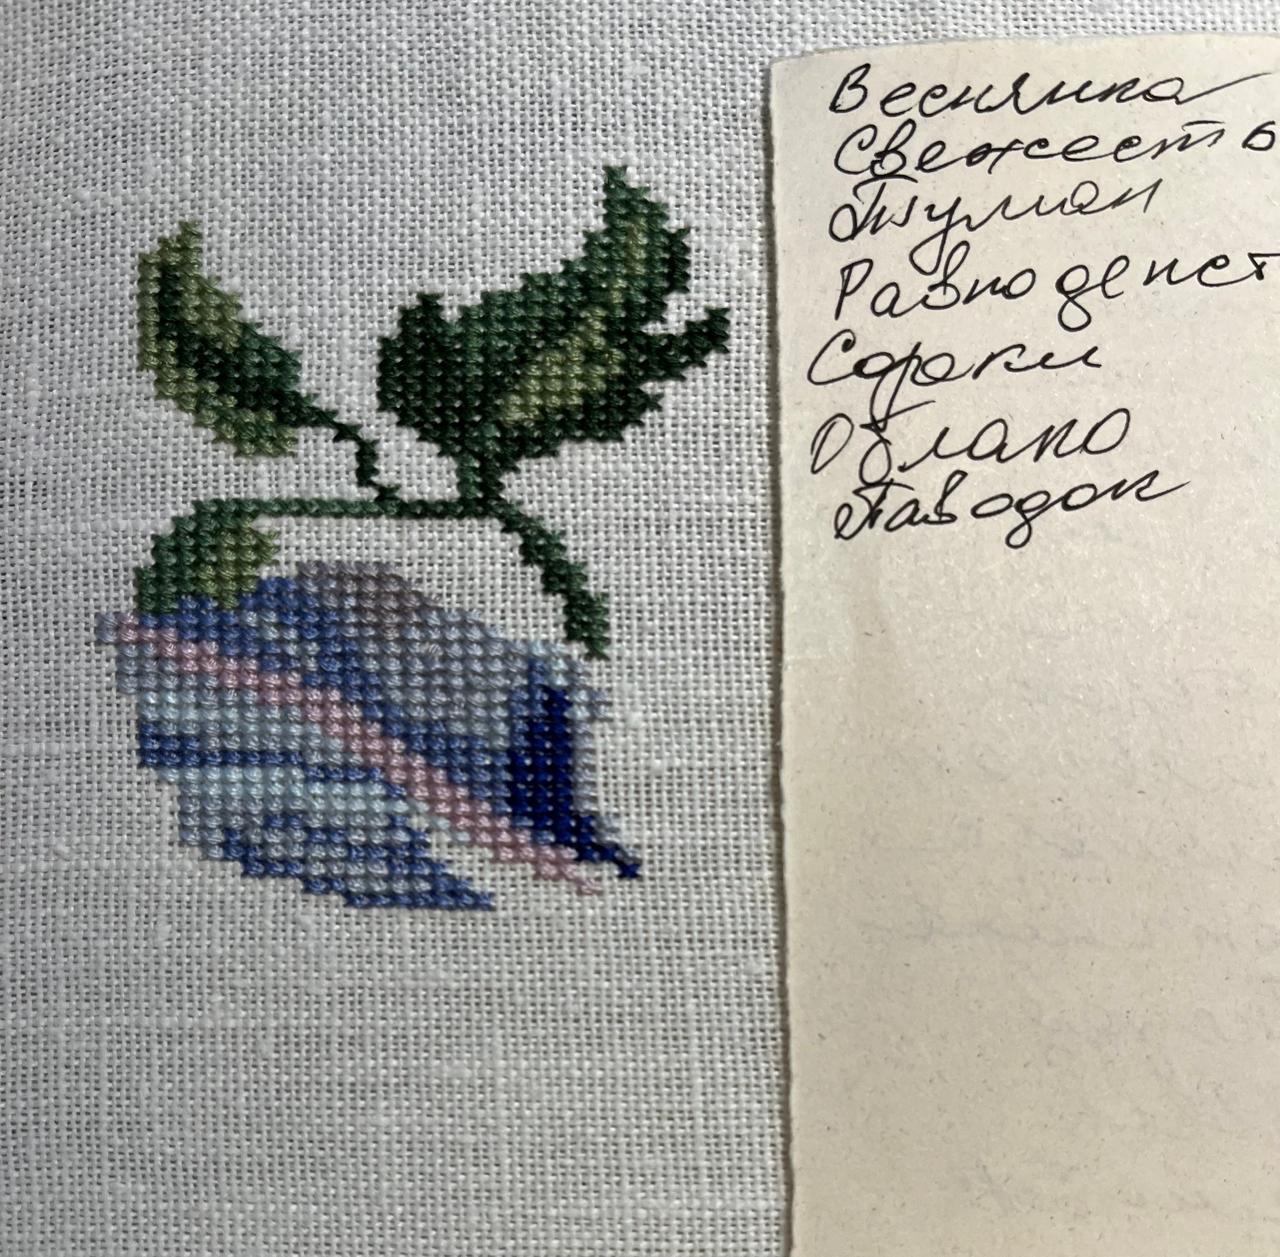 Веснянка
Свежесть
Туман
Равноденст
Сороки
Облако
Паводок